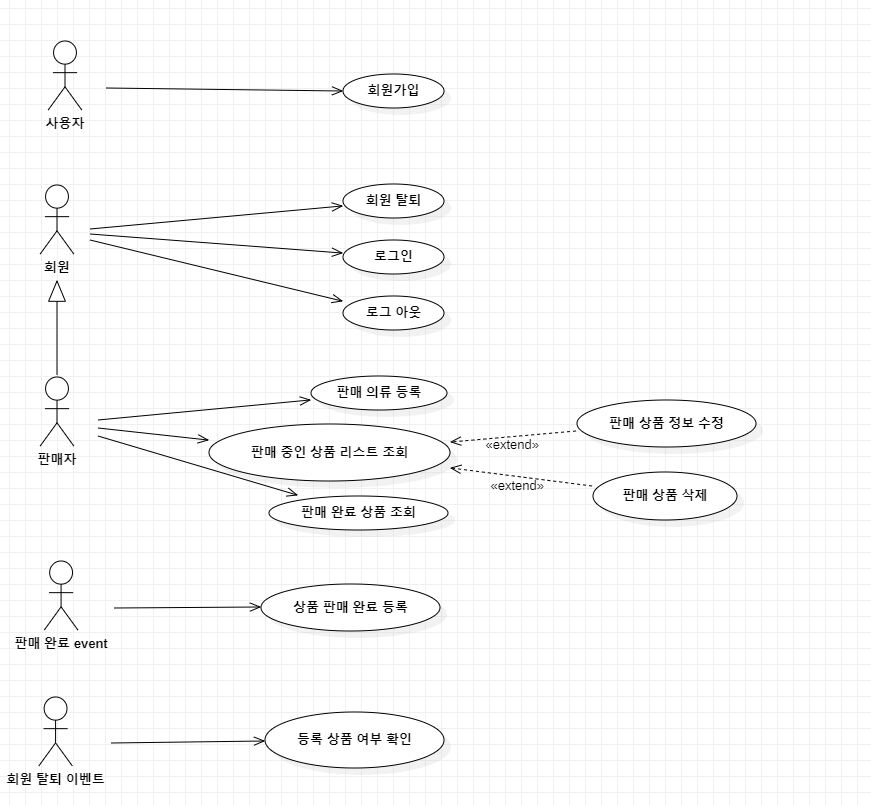 사용자
회원가입
회원
회원 탈퇴
로그인
로그 아웃
판매자
판매 의류 등록
판매 중인 상품 리스트 조회
판매 완료 상품 조회
«extend»
판매 상품 정보 수정
«extend»
판매 상품 삭제
판매 완료 event
상품 판매 완료 등록
회원 탈퇴 이벤트
등록 상품 여부 확인